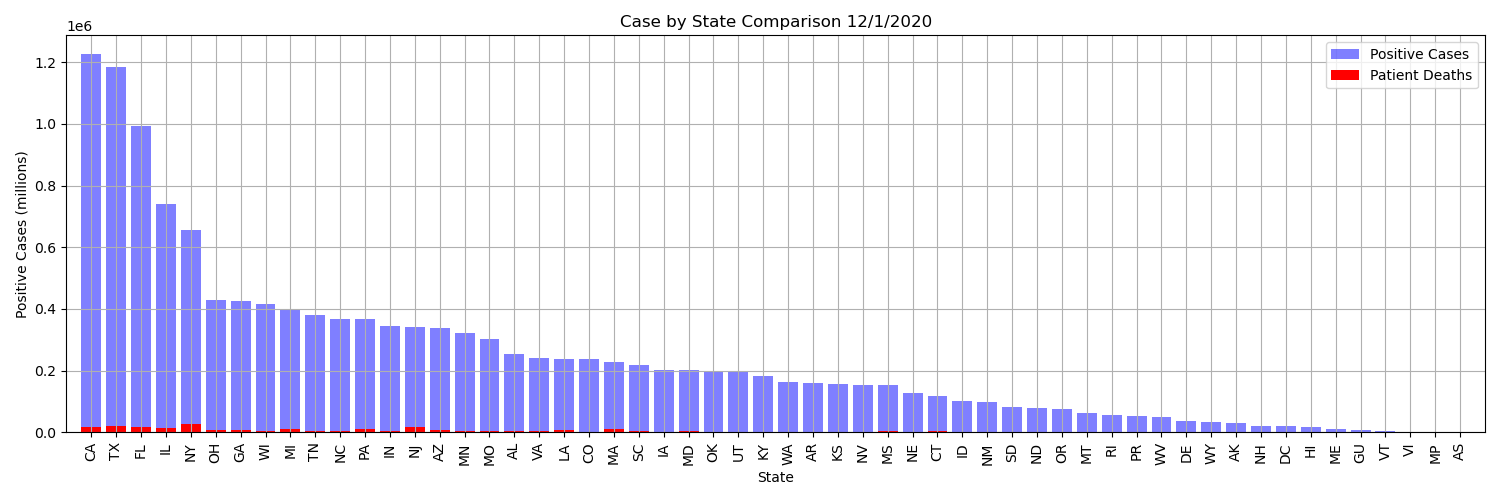 Case by State Comparison 12/1/2020
1e6
Positive Cases
Patient Deaths
Positive Cases (millions)
1.2
1.0
0.8
0.6
0.4
0.2
0.0
CA TX FL IL NY OH GA WI MI TN NC PA IN NJ AZ MN MO AL VA LA CO MA SC IA MD OK UT KY WA AR KS NV MS NE CT ID NM SD ND OR MT RI PR WV DE WY AK NH DC HI ME GU VT VI MP AS
State